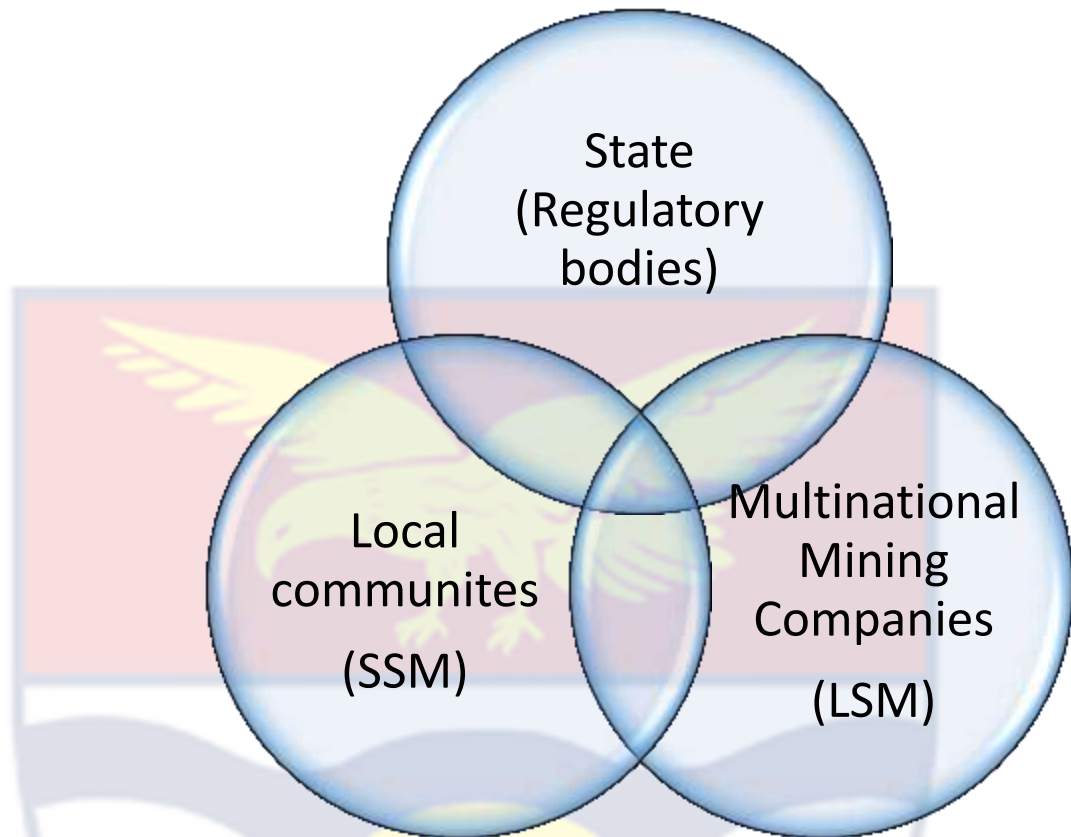 State
(Regulatory
bodies)
Local
communites
(SSM)
Multinational
Mining
Companies
(LSM)